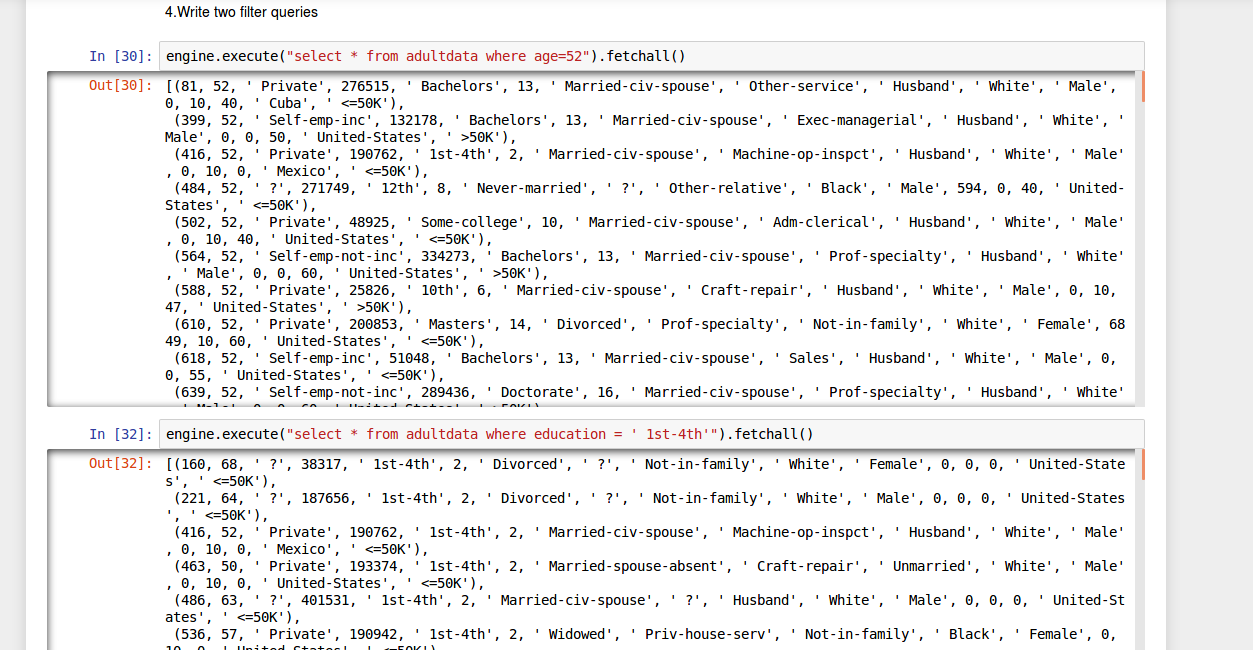 4.Write two filter queries
In [30]: engine.execute("select * from adultdata where age=52").fetchall()
Out[30]: [(81, 52, ' Private', 276515, ' Bachelors', 13, ' Married-civ-spouse', ' Other-service', ' Husband', ' White', ' Male',
0, 10, 40, ' Cuba', ' <=50K'),
(399, 52, ' Self-emp-inc', 132178, ' Bachelors', 13, ' Married-civ-spouse', ' Exec-managerial', ' Husband', ' White', '
Male', 0, 0, 50, ' United-States', ' >50K'),
(416, 52, ' Private', 190762, ' 1st-4th', 2, ' Married-civ-spouse', ' Machine-op-inspct', ' Husband', ' White', ' Male'
, 0, 10, 0, ' Mexico', ' <=50K'),
(484, 52, ' ?', 271749, ' 12th', 8, ' Never-married', ' ?', ' Other-relative', ' Black', ' Male', 594, 0, 40, ' United-
States', ' <=50K'),
(502, 52, ' Private', 48925, ' Some-college', 10, ' Married-civ-spouse', ' Adm-clerical', ' Husband', ' White', ' Male'
, 0, 10, 40, ' United-States', ' <=50K'),
(564, 52, ' Self-emp-not-inc', 334273, ' Bachelors', 13, ' Married-civ-spouse', ' Prof-specialty', ' Husband', ' White'
, ' Male', 0, 0, 60, ' United-States', ' >50K'),
(588, 52, ' Private', 25826, ' 10th', 6, ' Married-civ-spouse', ' Craft-repair', ' Husband', ' White', ' Male', 0, 10,
47, ' United-States', ' >50K'),
(610, 52, ' Private', 200853, ' Masters', 14, ' Divorced', ' Prof-specialty', ' Not-in-family', ' White', ' Female', 68
49, 10, 60, ' United-States', ' <=50K'),
(618, 52, ' Self-emp-inc', 51048, ' Bachelors', 13, ' Married-civ-spouse', ' Sales', ' Husband', ' White', ' Male', 0,
0, 55, ' United-States', ' <=50K'),
(639, 52, ' Self-emp-not-inc', 289436, ' Doctorate', 16, ' Married-civ-spouse', ' Prof-specialty', ' Husband', ' White'
In [32]: engine.execute("select * from adultdata where education = ' 1st-4th'").fetchall()
Out[32]: [(160, 68, ' ?', 38317, ' 1st-4th', 2, ' Divorced', ' ?', ' Not-in-family', ' White', ' Female', 0, 0, 0, ' United-State
s', ' <=50K'),
(221, 64, ' ?', 187656, ' 1st-4th', 2, ' Divorced', ' ?', ' Not-in-family', ' White', ' Male', 0, 0, 0, ' United-States
', ' <=50K'),
(416, 52, ' Private', 190762, ' 1st-4th', 2, ' Married-civ-spouse', ' Machine-op-inspct', ' Husband', ' White', ' Male'
, 0, 10, 0, ' Mexico', ' <=50K'),
(463, 50, ' Private', 193374, ' 1st-4th', 2, ' Married-spouse-absent', ' Craft-repair', ' Unmarried', ' White', ' Male'
, 0, 10, 0, ' United-States', ' <=50K'),
(486, 63, ' ?', 401531, ' 1st-4th', 2, ' Married-civ-spouse', ' ?', ' Husband', ' White', ' Male', 0, 0, 0, ' United-St
ates', ' <=50K'),
(536, 57, ' Private', 190942, ' 1st-4th', 2, ' Widowed', ' Priv-house-serv', ' Not-in-family', ' Black', ' Female', 0,